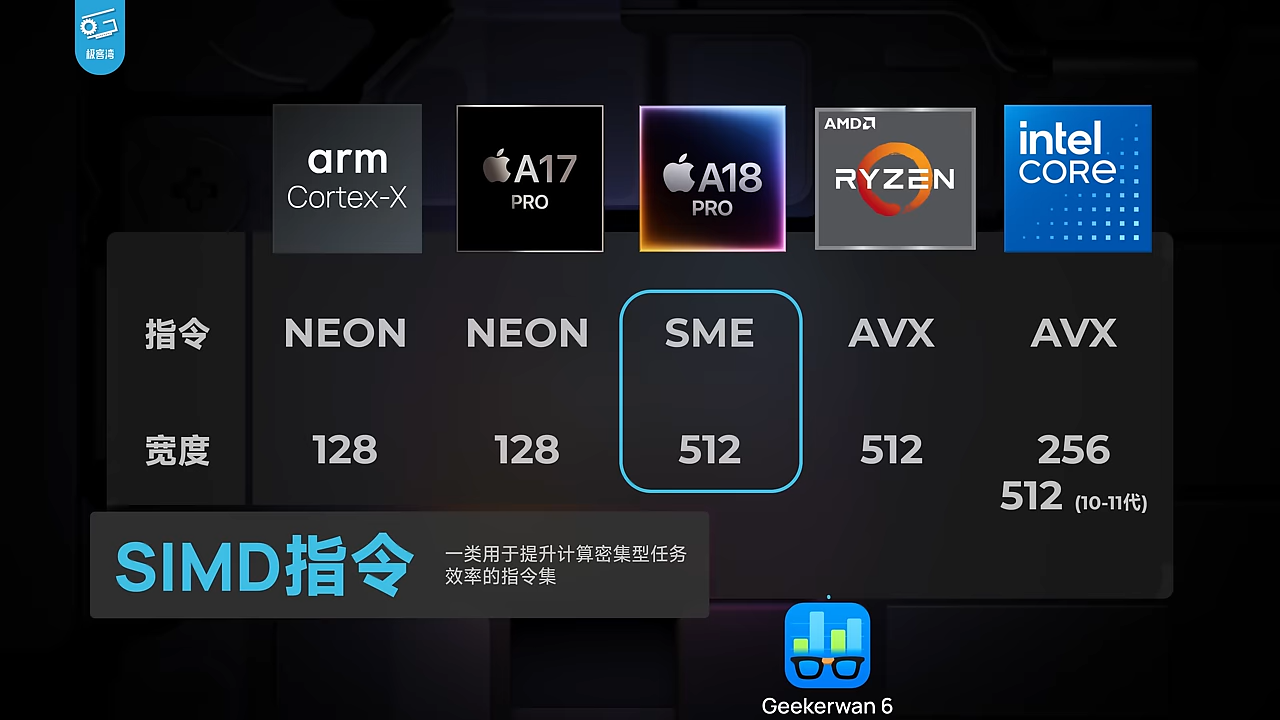 极客湾
arm
Cortex-X
A17
PRO
A18
PRO
AMD
RYZEN
intel
CORE
指令 NEON NEON SME AVX AVX
宽度 128 128 512 512 256
512 (10-11代)
SIMD指令
一类用于提升计算密集型任务
效率的指令集
Geekerwan 6